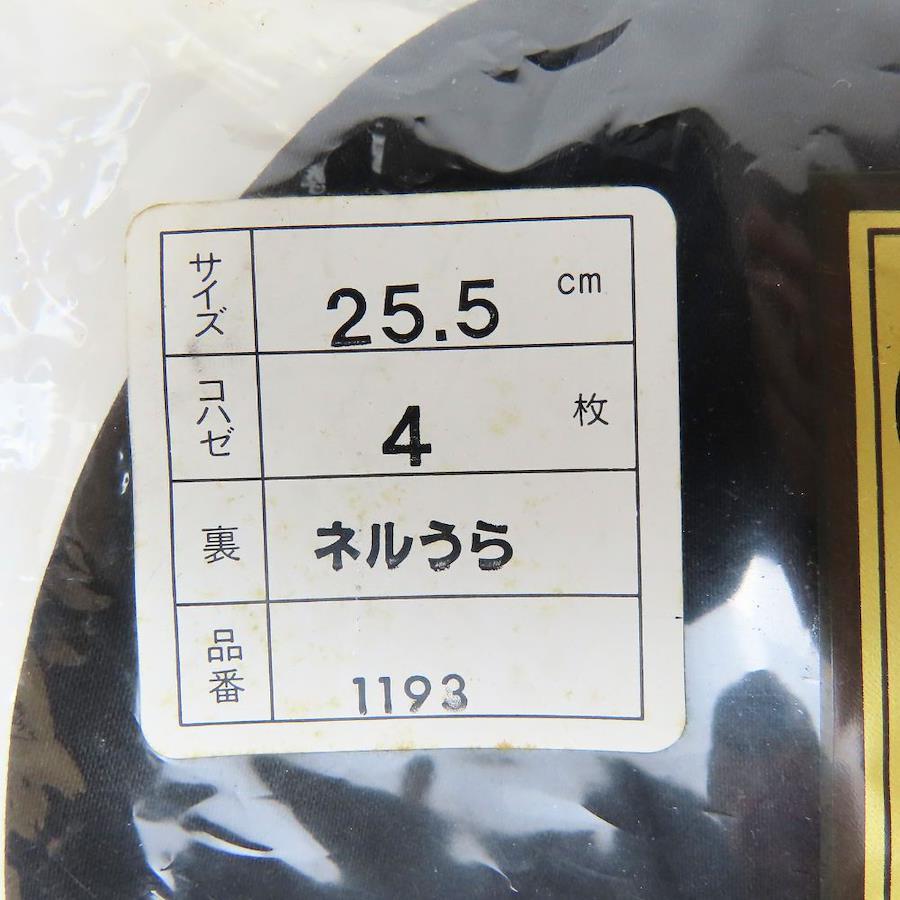 サイズ 25.5 cm
コハゼ 4 枚
裏 ネルうら
品番 1193